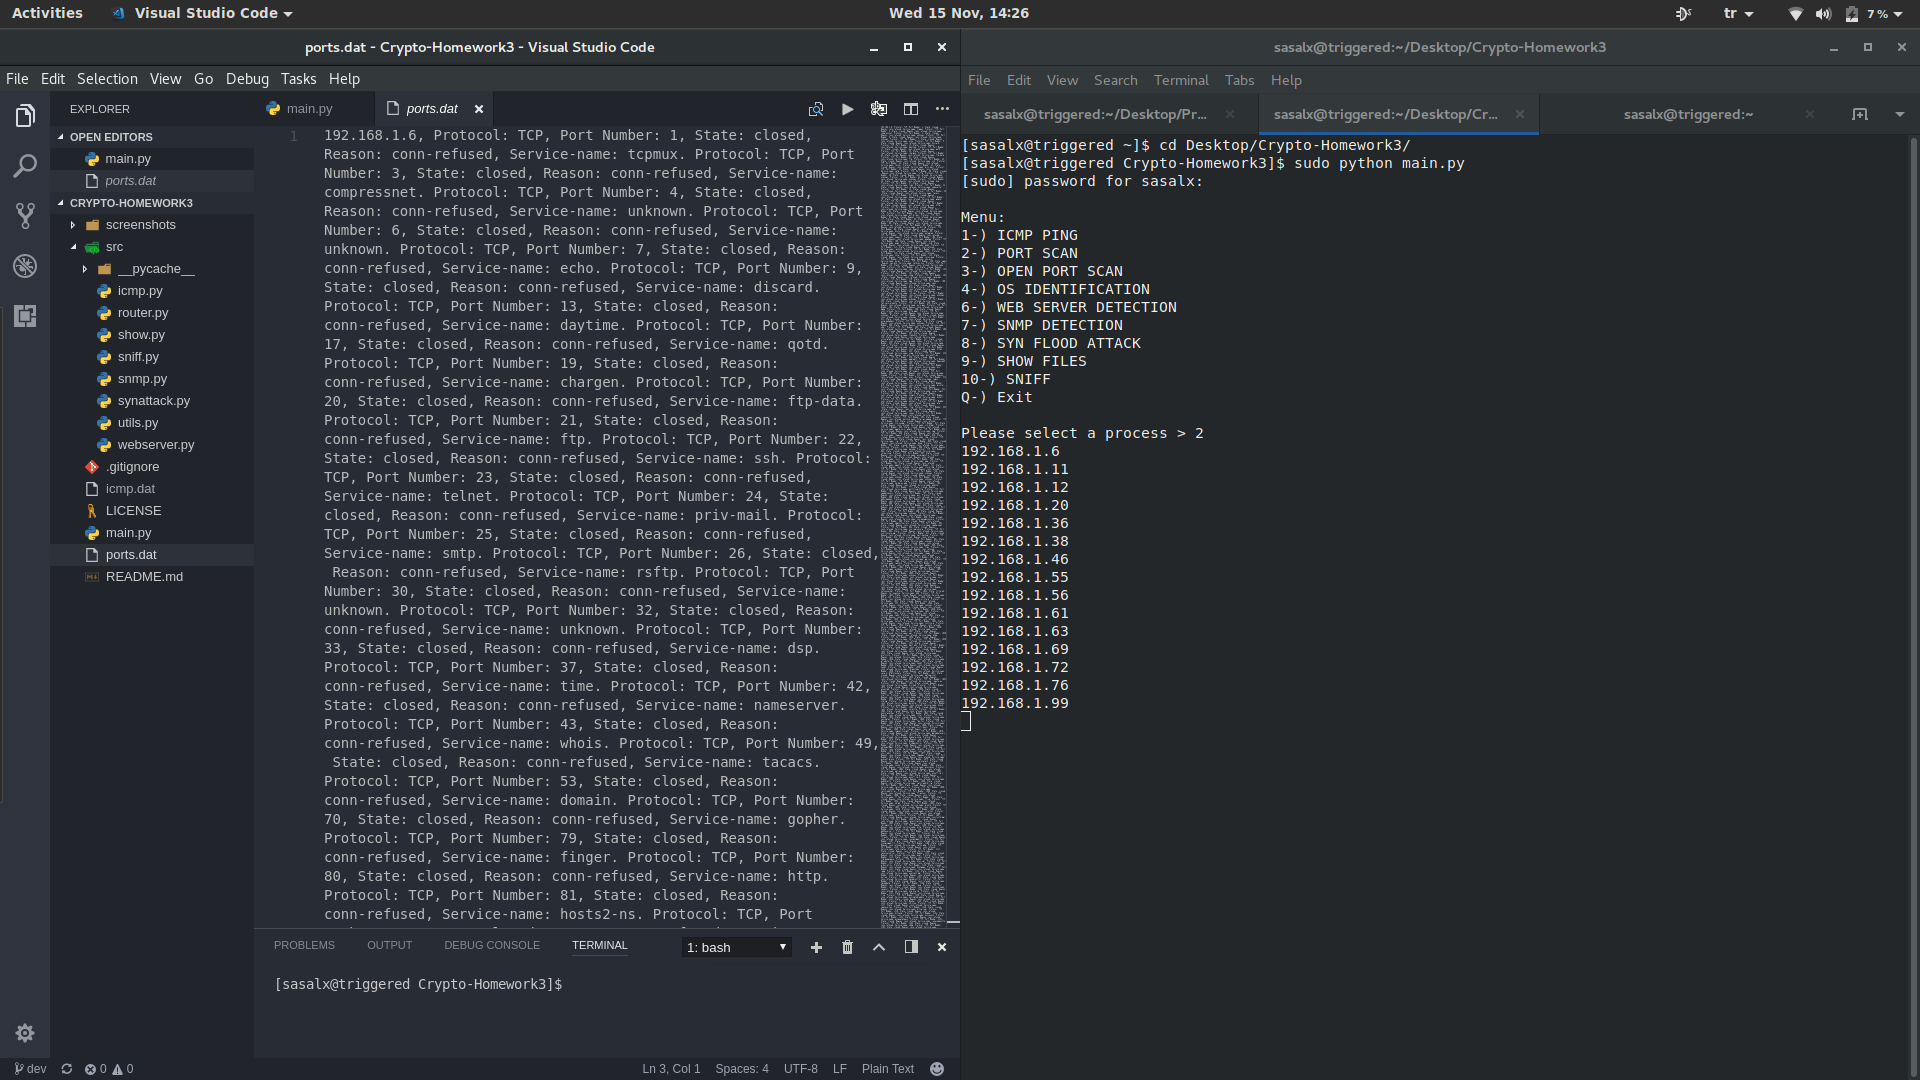 Activities
Visual Studio Code
Wed 15 Nov, 14:26
tr
7 %
ports.dat - Crypto-Homework3 - Visual Studio Code
File Edit Selection View Go Debug Tasks Help
EXPLORER
OPEN EDITORS
main.py
ports.dat
CRYPTO-HOMEWORK3
screenshots
src
__pycache__
icmp.py
router.py
show.py
sniff.py
snmp.py
synattack.py
utils.py
webserver.py
.gitignore
icmp.dat
LICENSE
main.py
ports.dat
README.md
main.py
ports.dat
1
192.168.1.6, Protocol: TCP, Port Number: 1, State: closed,
Reason: conn-refused, Service-name: tcpmux. Protocol: TCP, Port
Number: 3, State: closed, Reason: conn-refused, Service-name:
compressnet. Protocol: TCP, Port Number: 4, State: closed,
Reason: conn-refused, Service-name: unknown. Protocol: TCP, Port
Number: 6, State: closed, Reason: conn-refused, Service-name:
unknown. Protocol: TCP, Port Number: 7, State: closed, Reason:
conn-refused, Service-name: echo. Protocol: TCP, Port Number: 9,
State: closed, Reason: conn-refused, Service-name: discard.
Protocol: TCP, Port Number: 13, State: closed, Reason:
conn-refused, Service-name: daytime. Protocol: TCP, Port Number:
17, State: closed, Reason: conn-refused, Service-name: qotd.
Protocol: TCP, Port Number: 19, State: closed, Reason:
conn-refused, Service-name: chargen. Protocol: TCP, Port Number:
20, State: closed, Reason: conn-refused, Service-name: ftp-data.
Protocol: TCP, Port Number: 21, State: closed, Reason:
conn-refused, Service-name: ftp. Protocol: TCP, Port Number: 22,
State: closed, Reason: conn-refused, Service-name: ssh. Protocol:
TCP, Port Number: 23, State: closed, Reason: conn-refused,
Service-name: telnet. Protocol: TCP, Port Number: 24, State:
closed, Reason: conn-refused, Service-name: priv-mail. Protocol:
TCP, Port Number: 25, State: closed, Reason: conn-refused,
Service-name: smtp. Protocol: TCP, Port Number: 26, State: closed,
Reason: conn-refused, Service-name: rsftp. Protocol: TCP, Port
Number: 30, State: closed, Reason: conn-refused, Service-name:
unknown. Protocol: TCP, Port Number: 32, State: closed, Reason:
conn-refused, Service-name: unknown. Protocol: TCP, Port Number:
33, State: closed, Reason: conn-refused, Service-name: dsp.
Protocol: TCP, Port Number: 37, State: closed, Reason:
conn-refused, Service-name: time. Protocol: TCP, Port Number: 42,
State: closed, Reason: conn-refused, Service-name: nameserver.
Protocol: TCP, Port Number: 43, State: closed, Reason:
conn-refused, Service-name: whois. Protocol: TCP, Port Number: 49,
State: closed, Reason: conn-refused, Service-name: tacacs.
Protocol: TCP, Port Number: 53, State: closed, Reason:
conn-refused, Service-name: domain. Protocol: TCP, Port Number:
70, State: closed, Reason: conn-refused, Service-name: gopher.
Protocol: TCP, Port Number: 79, State: closed, Reason:
conn-refused, Service-name: finger. Protocol: TCP, Port Number:
80, State: closed, Reason: conn-refused, Service-name: http.
Protocol: TCP, Port Number: 81, State: closed, Reason:
conn-refused, Service-name: hosts2-ns. Protocol: TCP, Port
PROBLEMS OUTPUT DEBUG CONSOLE TERMINAL
1: bash
[sasalx@triggered Crypto-Homework3]$
dev 0 0
Ln 3, Col 1 Spaces: 4 UTF-8 LF Plain Text
sasalx@triggered:~/Desktop/Crypto-Homework3
File Edit View Search Terminal Tabs Help
sasalx@triggered:~/Desktop/Pr...
sasalx@triggered:~/Desktop/Cr...
sasalx@triggered:~
[sasalx@triggered ~]$ cd Desktop/Crypto-Homework3/
[sasalx@triggered Crypto-Homework3]$ sudo python main.py
[sudo] password for sasalx:
Menu:
1-) ICMP PING
2-) PORT SCAN
3-) OPEN PORT SCAN
4-) OS IDENTIFICATION
6-) WEB SERVER DETECTION
7-) SNMP DETECTION
8-) SYN FLOOD ATTACK
9-) SHOW FILES
10-) SNIFF
Q-) Exit
Please select a process > 2
192.168.1.6
192.168.1.11
192.168.1.12
192.168.1.20
192.168.1.36
192.168.1.38
192.168.1.46
192.168.1.55
192.168.1.56
192.168.1.61
192.168.1.63
192.168.1.69
192.168.1.72
192.168.1.76
192.168.1.99